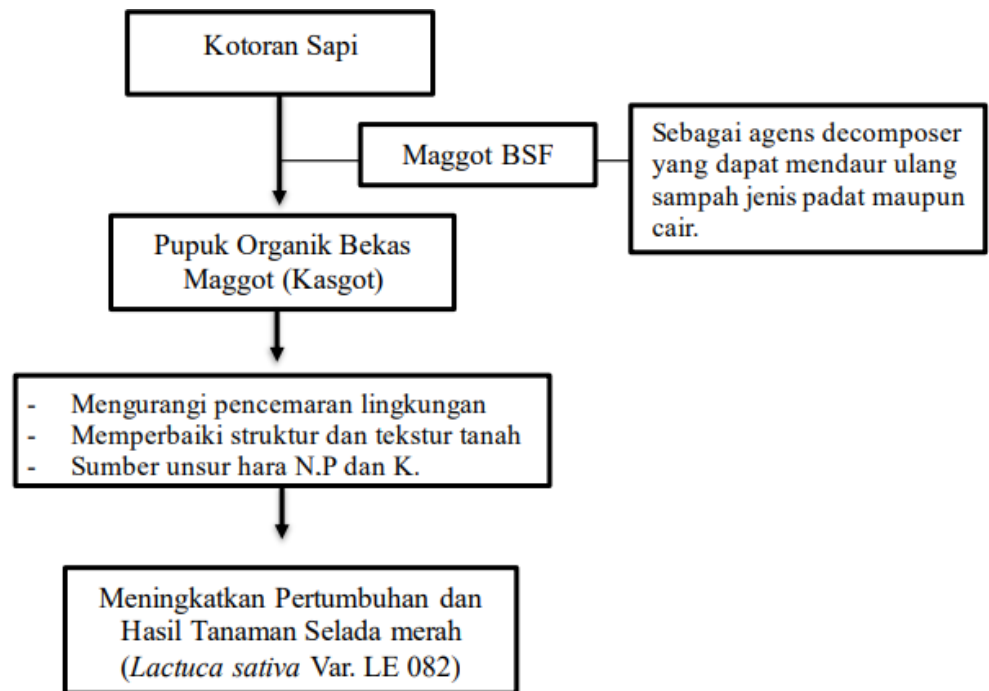 Kotoran Sapi
Maggot BSF
Sebagai agens decomposer
yang dapat mendaur ulang
sampah jenis padat maupun
cair.
Pupuk Organik Bekas
Maggot (Kasgot)
- Mengurangi pencemaran lingkungan
- Memperbaiki struktur dan tekstur tanah
- Sumber unsur hara N.P dan K.
Meningkatkan Pertumbuhan dan
Hasil Tanaman Selada merah
(Lactuca sativa Var. LE 082)